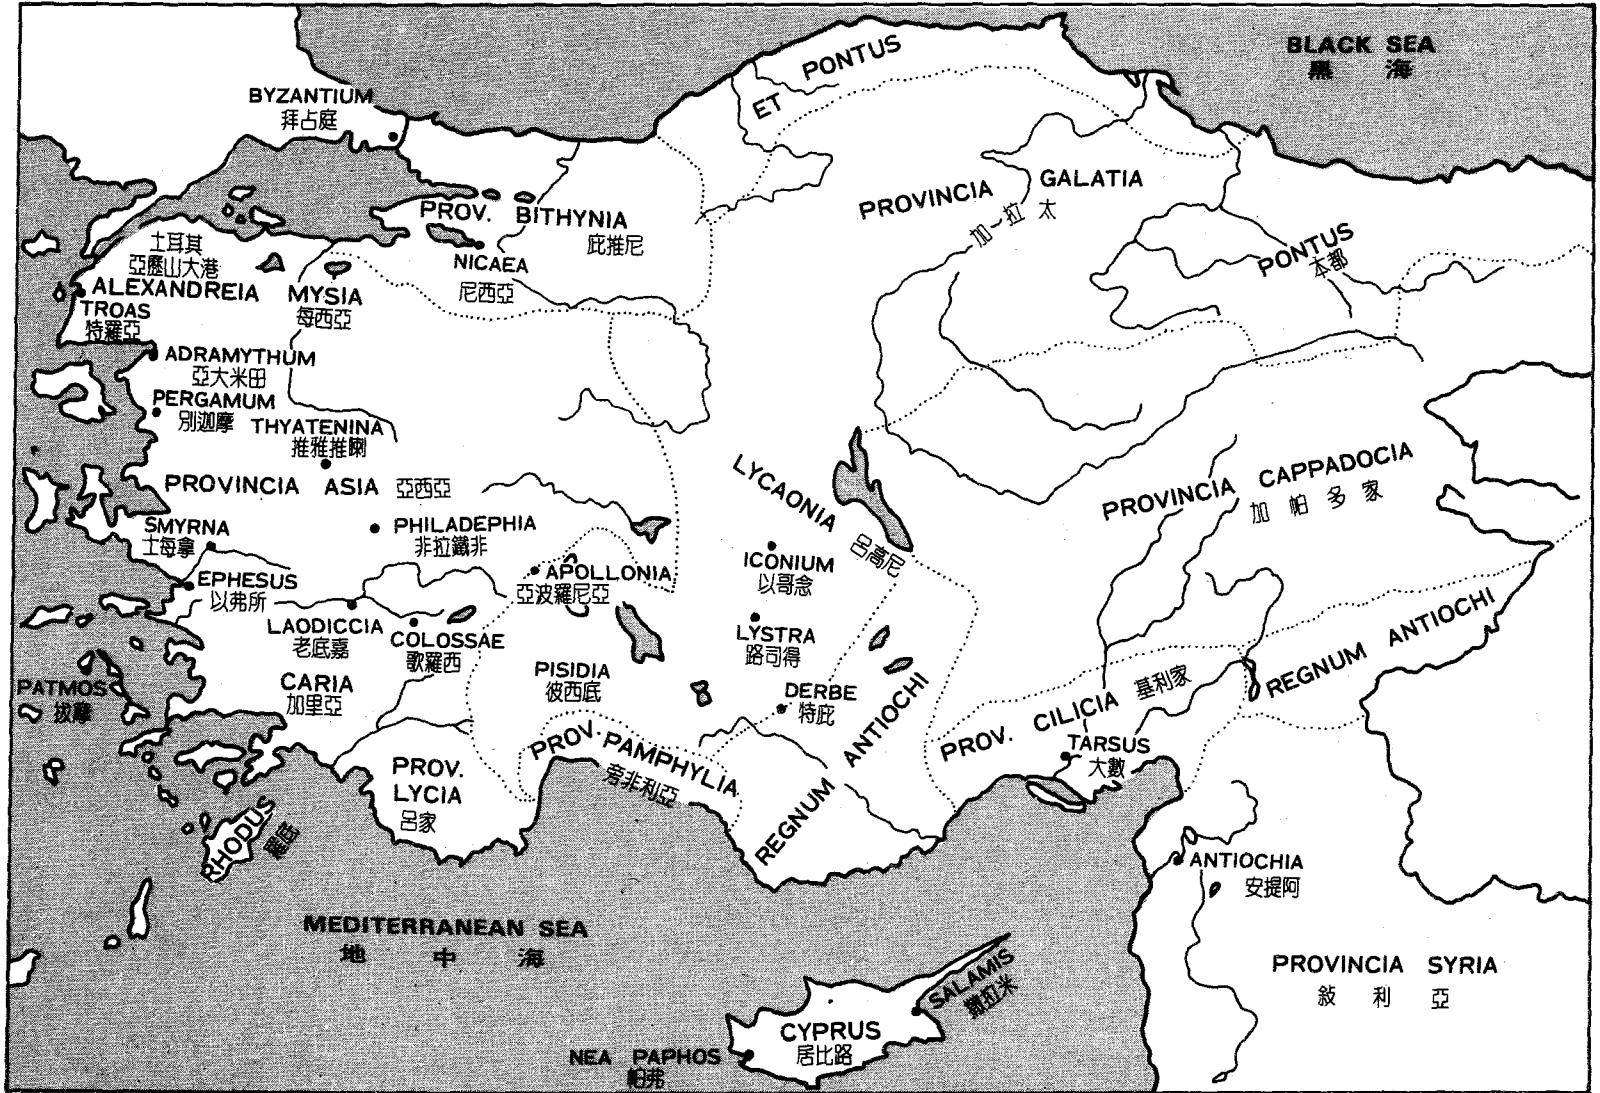 BLACK SEA
黑 海
ET PONTUS
BYZANTIUM
拜占庭
PROVINCIA GALATIA
加 拉 太
PROV. BITHYNIA
庇推尼
PONTUS
本都
土耳其
亞歷山大港
ALEXANDREIA
TROAS
特羅亞
MYSIA
每西亞
NICAEA
尼西亞
ADRAMYTHUM
亞大米田
PERGAMUM
別迦摩
THYATENINA
推雅推喇
PROVINCIA ASIA 亞西亞
LYCAONIA
呂高尼
PROVINCIA CAPPADOCIA
加 帕 多 家
SMYRNA
士每拿
PHILADEPHIA
非拉鐵非
ICONIUM
以哥念
EPHESUS
以弗所
APOLLONIA
亞波羅尼亞
LAODICCIA
老底嘉
COLOSSAE
歌羅西
LYSTRA
路司得
REGNUM ANTIOCHI
PATMOS
拔摩
CARIA
加里亞
PISIDIA
彼西底
DERBE
特庇
PROV. CILICIA 基利家
PROV. PAMPHYLIA
旁非利亞
REGNUM ANTIOCHI
TARSUS
大數
PROV.
LYCIA
呂家
RHODUS
羅底
ANTIOCHIA
安提阿
MEDITERRANEAN SEA
地 中 海
PROVINCIA SYRIA
敍 利 亞
SALAMIS
撒拉米
CYPRUS
居比路
NEA PAPHOS
帕弗